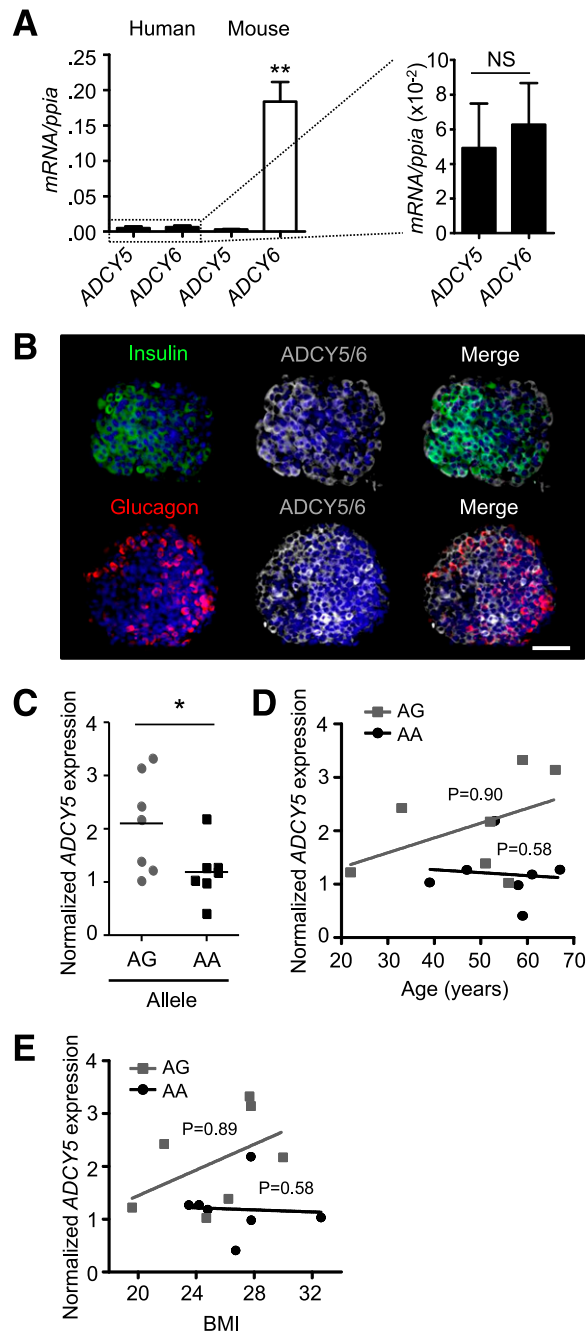 A
Human Mouse
mRNA/ppia
.25
.20
.15
.10
.05
.00
**
ADCY5
ADCY6
ADCY5
ADCY6
mRNA/ppia (x10-2)
10
8
6
4
2
0
NS
ADCY5
ADCY6
B
Insulin ADCY5/6 Merge
Glucagon ADCY5/6 Merge
C
Normalized ADCY5 expression
4
3
2
1
0
*
AG AA
Allele
D
Normalized ADCY5 expression
4
3
2
1
0
AG
AA
P=0.90
P=0.58
20 30 40 50 60 70
Age (years)
E
Normalized ADCY5 expression
4
3
2
1
0
AG
AA
P=0.89
P=0.58
20 24 28 32
BMI